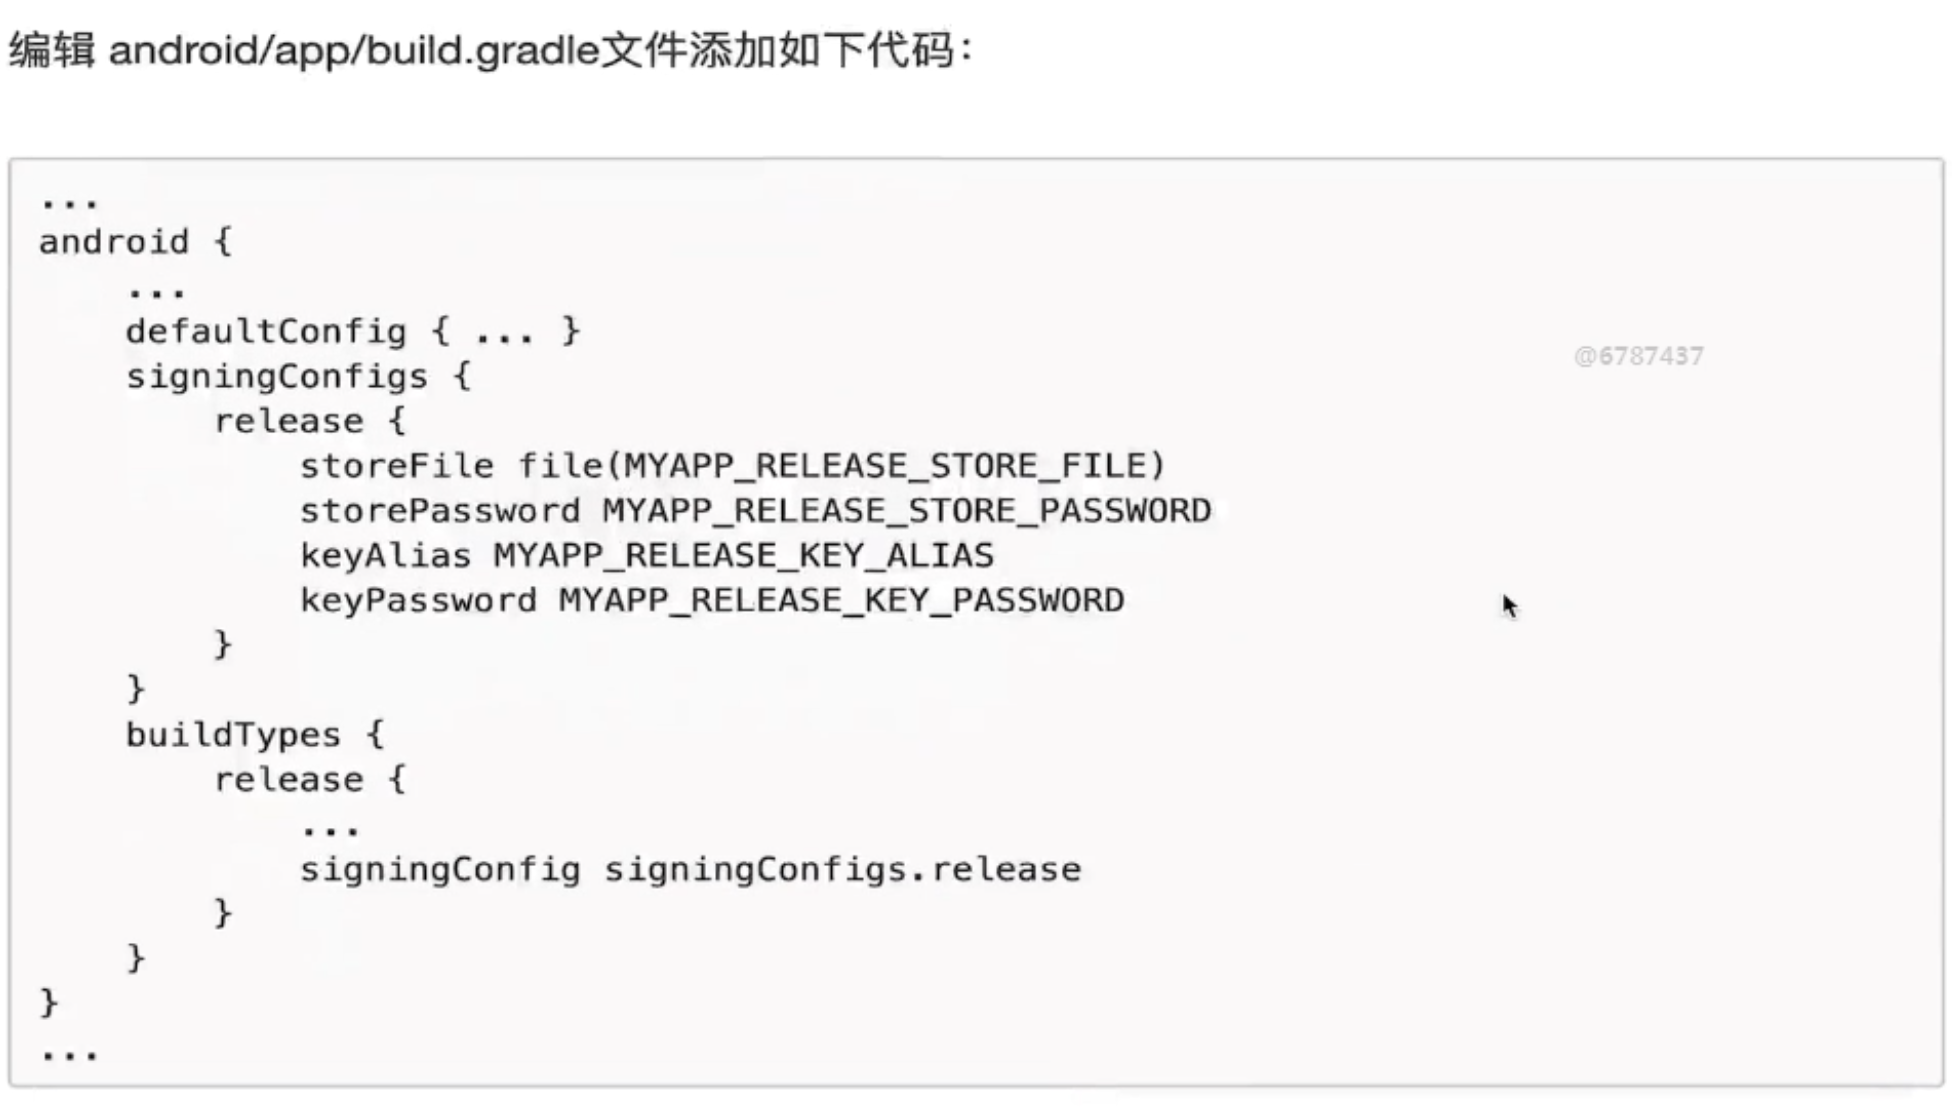 编辑 android/app/build.gradle文件添加如下代码：
...
android {
    ...
    defaultConfig { ... }
@6787437
    signingConfigs {
        release {
            storeFile file(MYAPP_RELEASE_STORE_FILE)
            storePassword MYAPP_RELEASE_STORE_PASSWORD
            keyAlias MYAPP_RELEASE_KEY_ALIAS
            keyPassword MYAPP_RELEASE_KEY_PASSWORD
        }
    }
    buildTypes {
        release {
            ...
            signingConfig signingConfigs.release
        }
    }
}
...